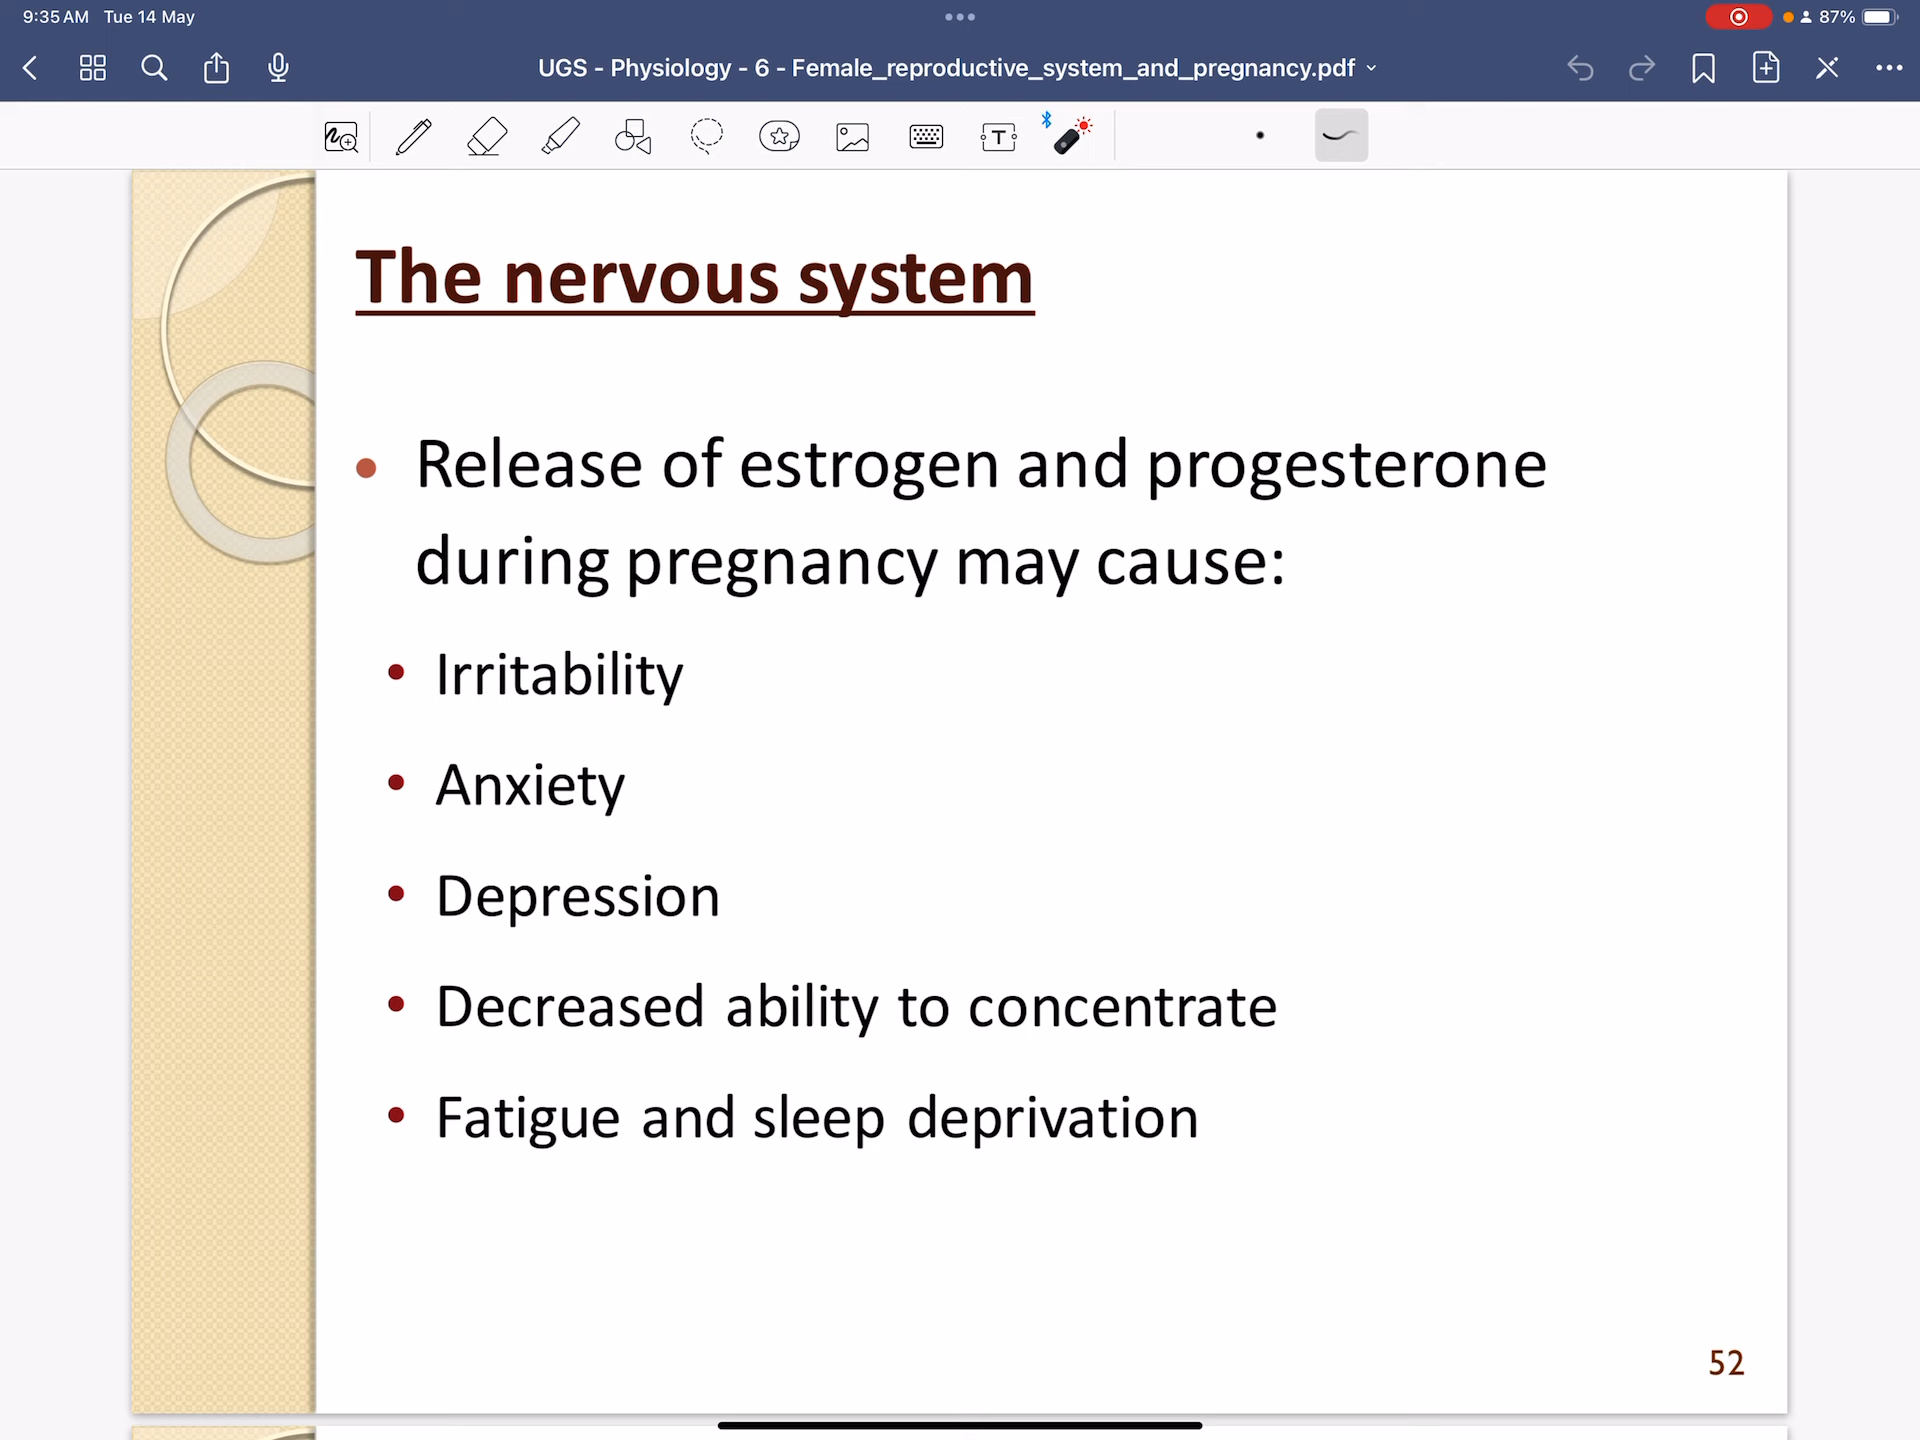 9:35 AM Tue 14 May
87%
UGS - Physiology - 6 - Female_reproductive_system_and_pregnancy.pdf
T
The nervous system
• Release of estrogen and progesterone
during pregnancy may cause:
• Irritability
• Anxiety
• Depression
• Decreased ability to concentrate
• Fatigue and sleep deprivation
52